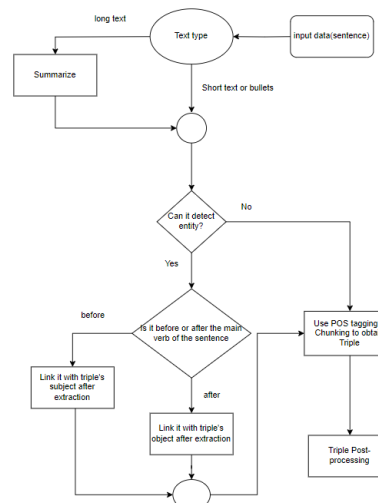 long text
Text type
input data(sentence)
Summarize
Short text or bullets
Can it detect
entity?
No
Yes
Is it before or after the main
verb of the sentence
before
Use POS tagging
Chunking to obta
Triple
Link it with triple's
subject after
extraction
after
Link it with triple's
object after extraction
Triple Post-
processing